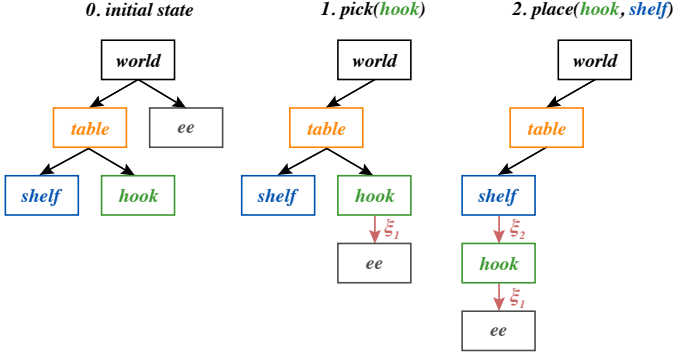 0. initial state
1. pick(hook)
2. place(hook, shelf)
world
table
ee
shelf
hook
world
table
shelf
hook
ξ1
ee
world
table
shelf
ξ2
hook
ξ1
ee